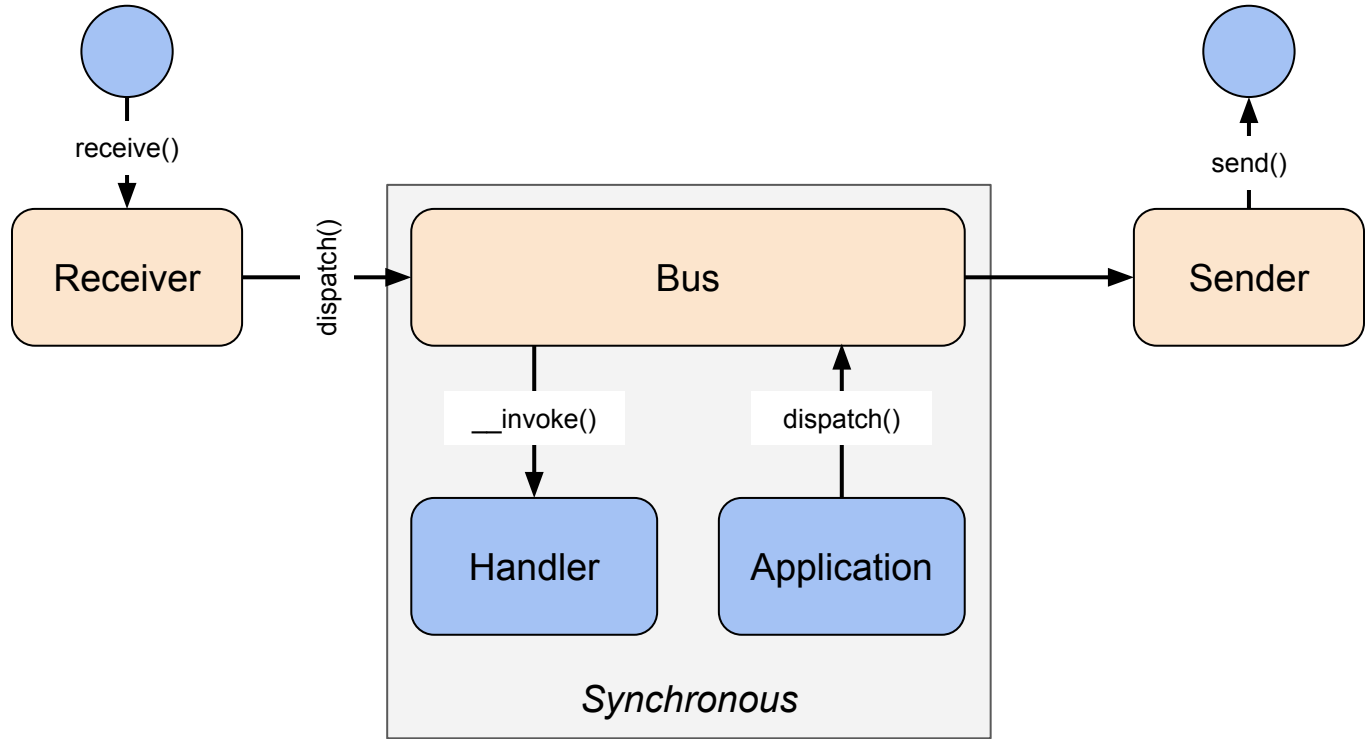 receive()
send()
Receiver
dispatch()
Bus
Sender
__invoke()
dispatch()
Handler
Application
Synchronous